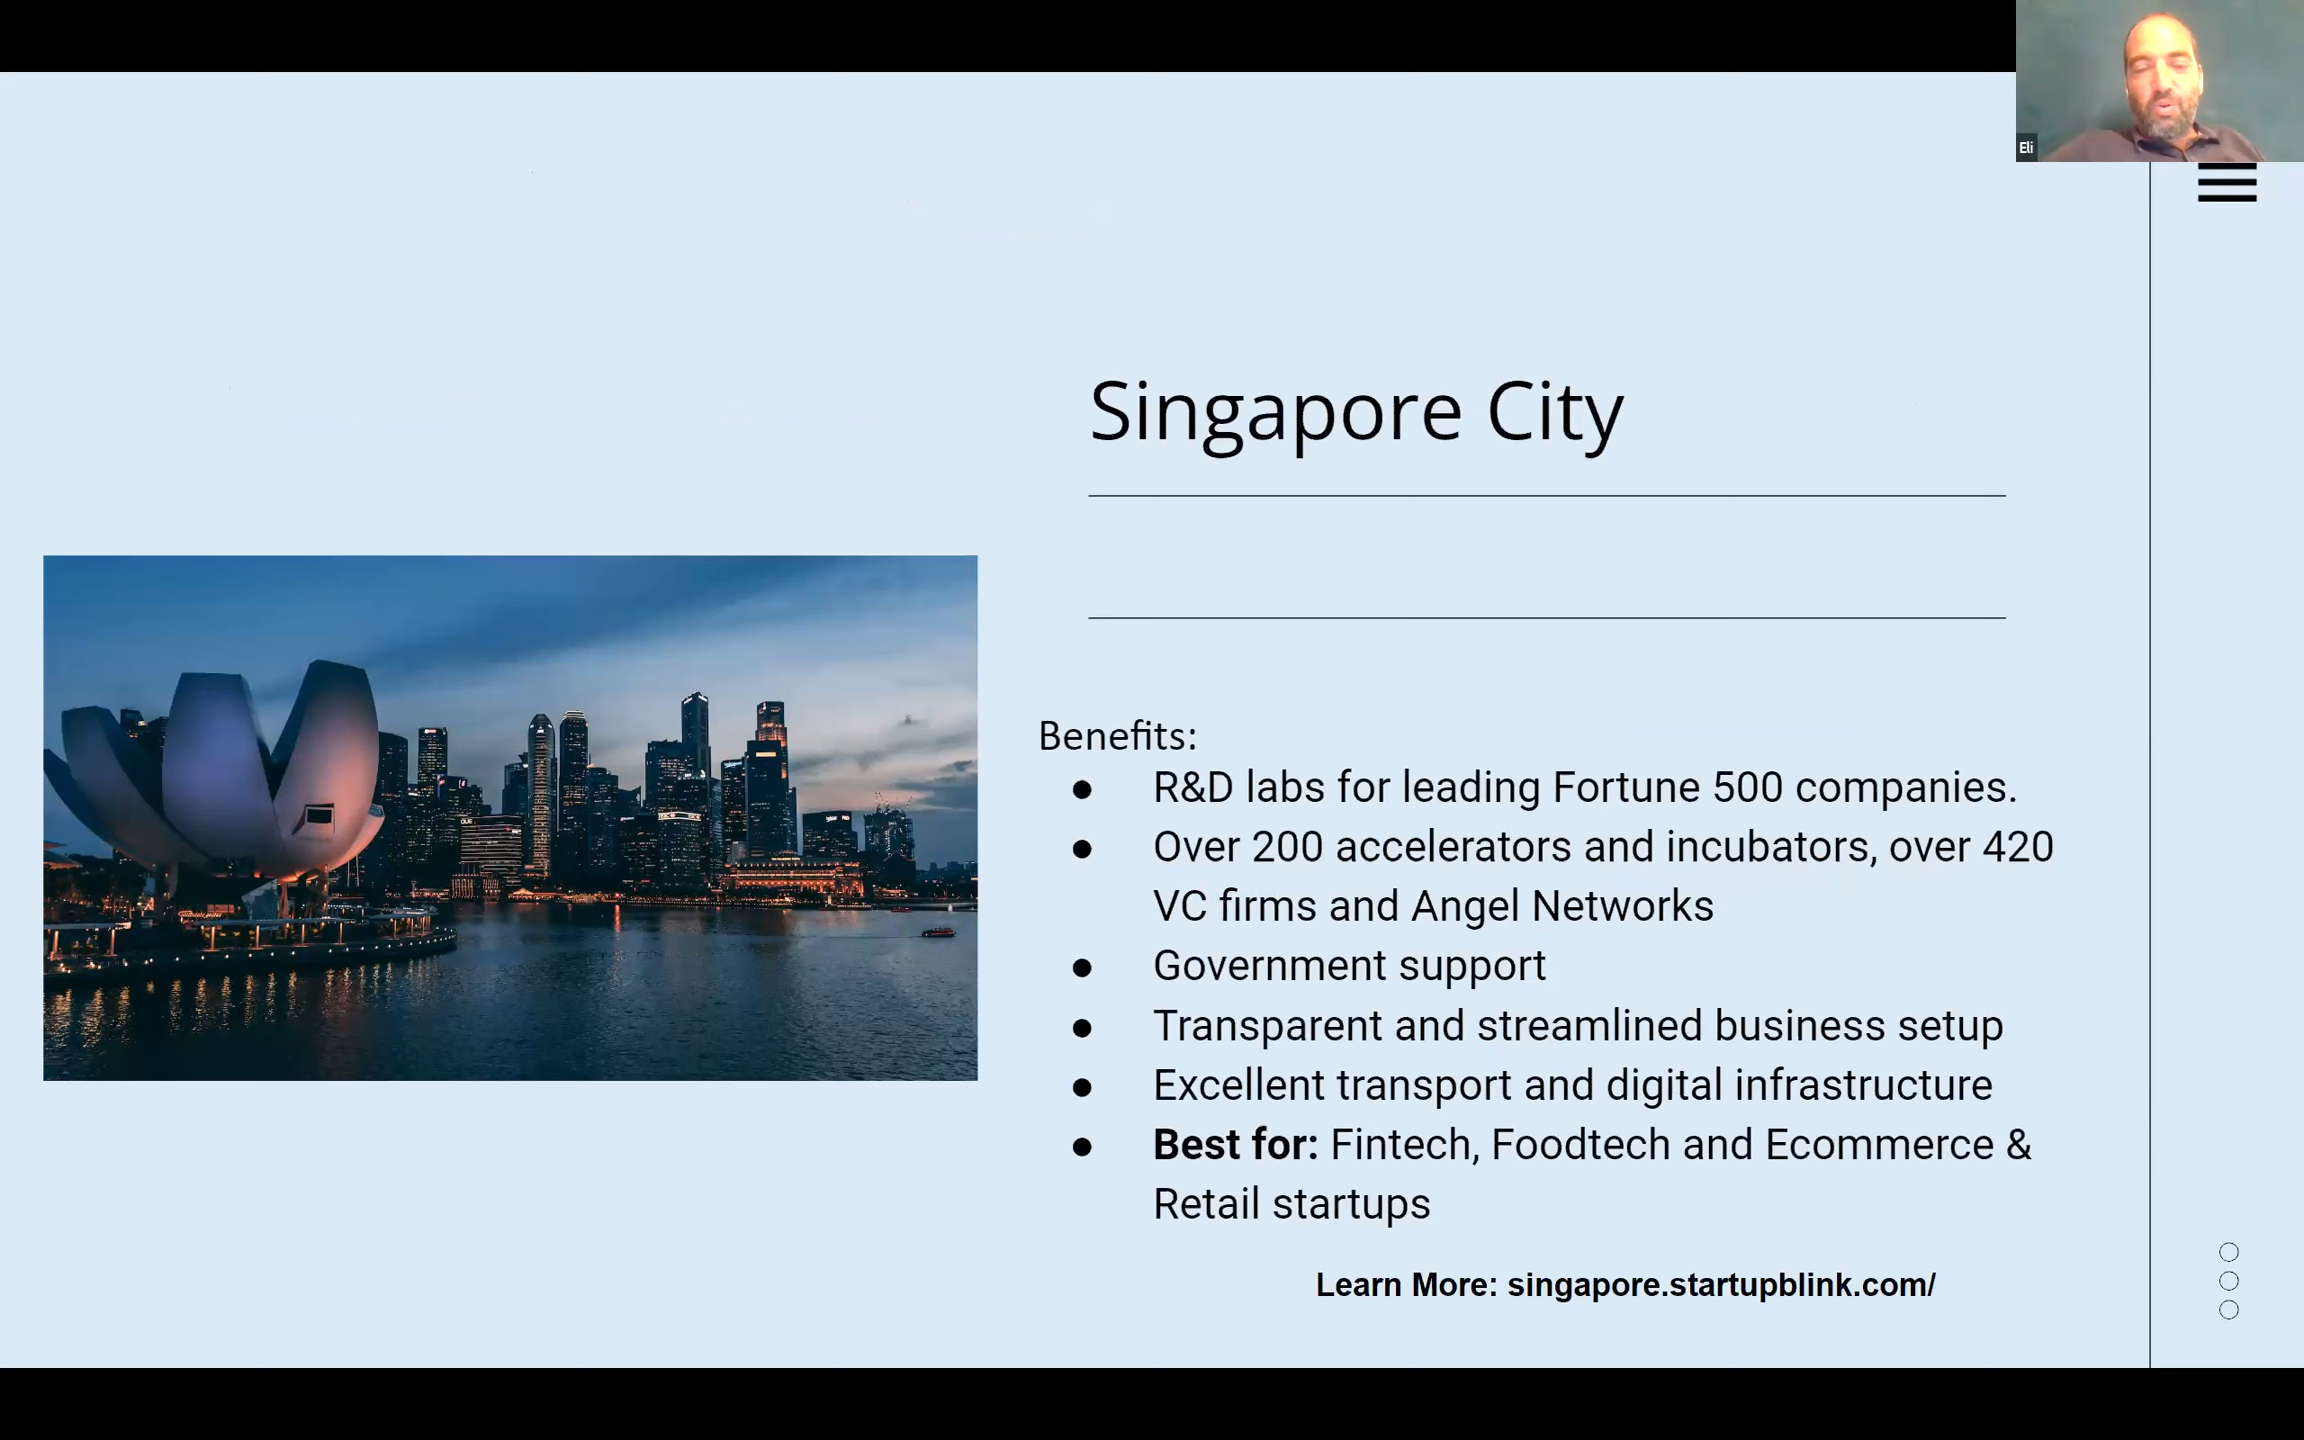 Eli
Singapore City
Benefits:
● R&D labs for leading Fortune 500 companies.
● Over 200 accelerators and incubators, over 420
VC firms and Angel Networks
● Government support
● Transparent and streamlined business setup
● Excellent transport and digital infrastructure
● Best for: Fintech, Foodtech and Ecommerce &
Retail startups
Learn More: singapore.startupblink.com/